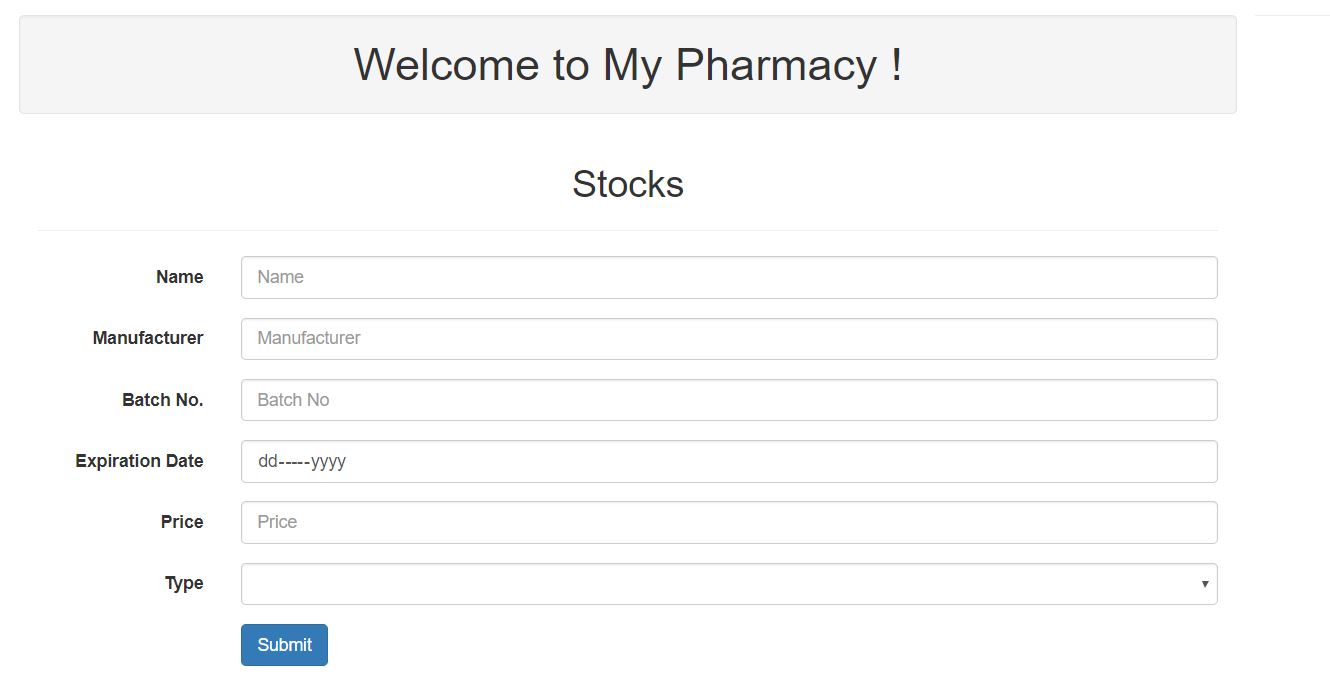 Welcome to My Pharmacy !
Stocks
Name Name
Manufacturer Manufacturer
Batch No. Batch No
Expiration Date dd-----yyyy
Price Price
Type
Submit